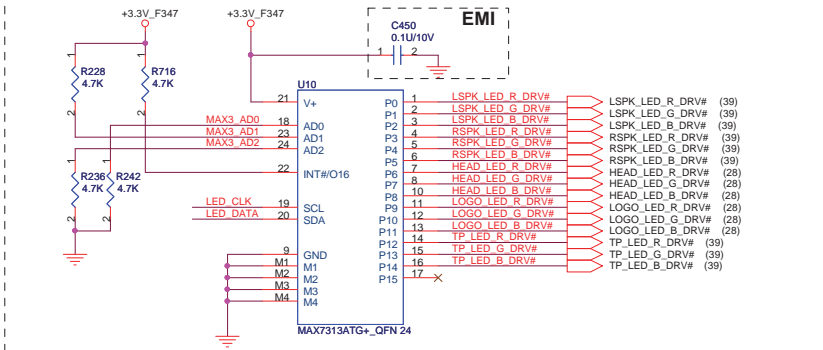 +3.3V_F347
+3.3V_F347
EMI
C450
0.1U/10V
1
2
1
1
R228
4.7K
R716
4.7K
2
2
U10
21
V+
P0
1
LSPK_LED_R_DRV#
LSPK_LED_R_DRV# (39)
P1
2
LSPK_LED_G_DRV#
LSPK_LED_G_DRV# (39)
MAX3_AD0
18
AD0
P2
3
LSPK_LED_B_DRV#
LSPK_LED_B_DRV# (39)
MAX3_AD1
23
AD1
P3
4
RSPK_LED_R_DRV#
RSPK_LED_R_DRV# (39)
MAX3_AD2
24
AD2
P4
5
RSPK_LED_G_DRV#
RSPK_LED_G_DRV# (39)
P5
6
RSPK_LED_B_DRV#
RSPK_LED_B_DRV# (39)
22
INT#/O16
P6
7
HEAD_LED_R_DRV#
HEAD_LED_R_DRV# (28)
P7
8
HEAD_LED_G_DRV#
HEAD_LED_G_DRV# (28)
P8
10
HEAD_LED_B_DRV#
HEAD_LED_B_DRV# (28)
1
1
R236
4.7K
R242
4.7K
2
2
LED_CLK
19
SCL
P9
11
LOGO_LED_R_DRV#
LOGO_LED_R_DRV# (28)
LED_DATA
20
SDA
P10
12
LOGO_LED_G_DRV#
LOGO_LED_G_DRV# (28)
P11
13
LOGO_LED_B_DRV#
LOGO_LED_B_DRV# (28)
P12
14
TP_LED_R_DRV#
TP_LED_R_DRV# (39)
9
GND
P13
15
TP_LED_G_DRV#
TP_LED_G_DRV# (39)
M1
M1
P14
16
TP_LED_B_DRV#
TP_LED_B_DRV# (39)
M2
M2
P15
17
M3
M3
M4
M4
MAX7313ATG+_QFN 24